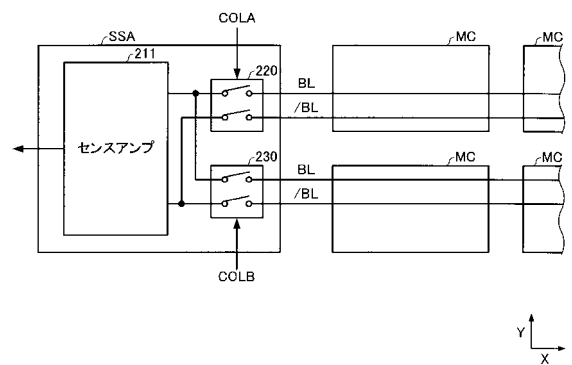 COLA
SSA
MC
MC
211
220
BL
/BL
センスアンプ
230
MC
MC
BL
/BL
COLB
Y
X